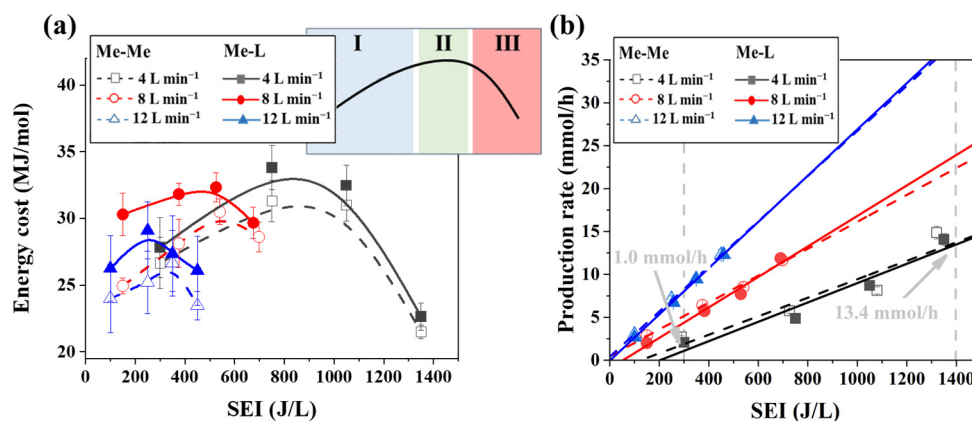 (a)
I II III
Me-Me Me-L
4 L min⁻¹ 4 L min⁻¹
8 L min⁻¹ 8 L min⁻¹
12 L min⁻¹ 12 L min⁻¹
Energy cost (MJ/mol)
40
35
30
25
20
0 200 400 600 800 1000 1200 1400
SEI (J/L)
(b)
Me-Me Me-L
4 L min⁻¹ 4 L min⁻¹
8 L min⁻¹ 8 L min⁻¹
12 L min⁻¹ 12 L min⁻¹
Production rate (mmol/h)
35
30
25
20
15
10
5
0
1.0 mmol/h
13.4 mmol/h
0 200 400 600 800 1000 1200 1400
SEI (J/L)